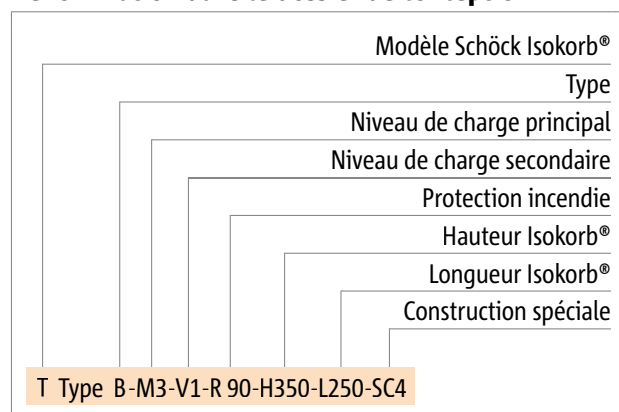 Modèle Schöck Isokorb®
Type
Niveau de charge principal
Niveau de charge secondaire
Protection incendie
Hauteur Isokorb®
Longueur Isokorb®
Construction spéciale
T Type B-M3-V1-R 90-H350-L250-SC4